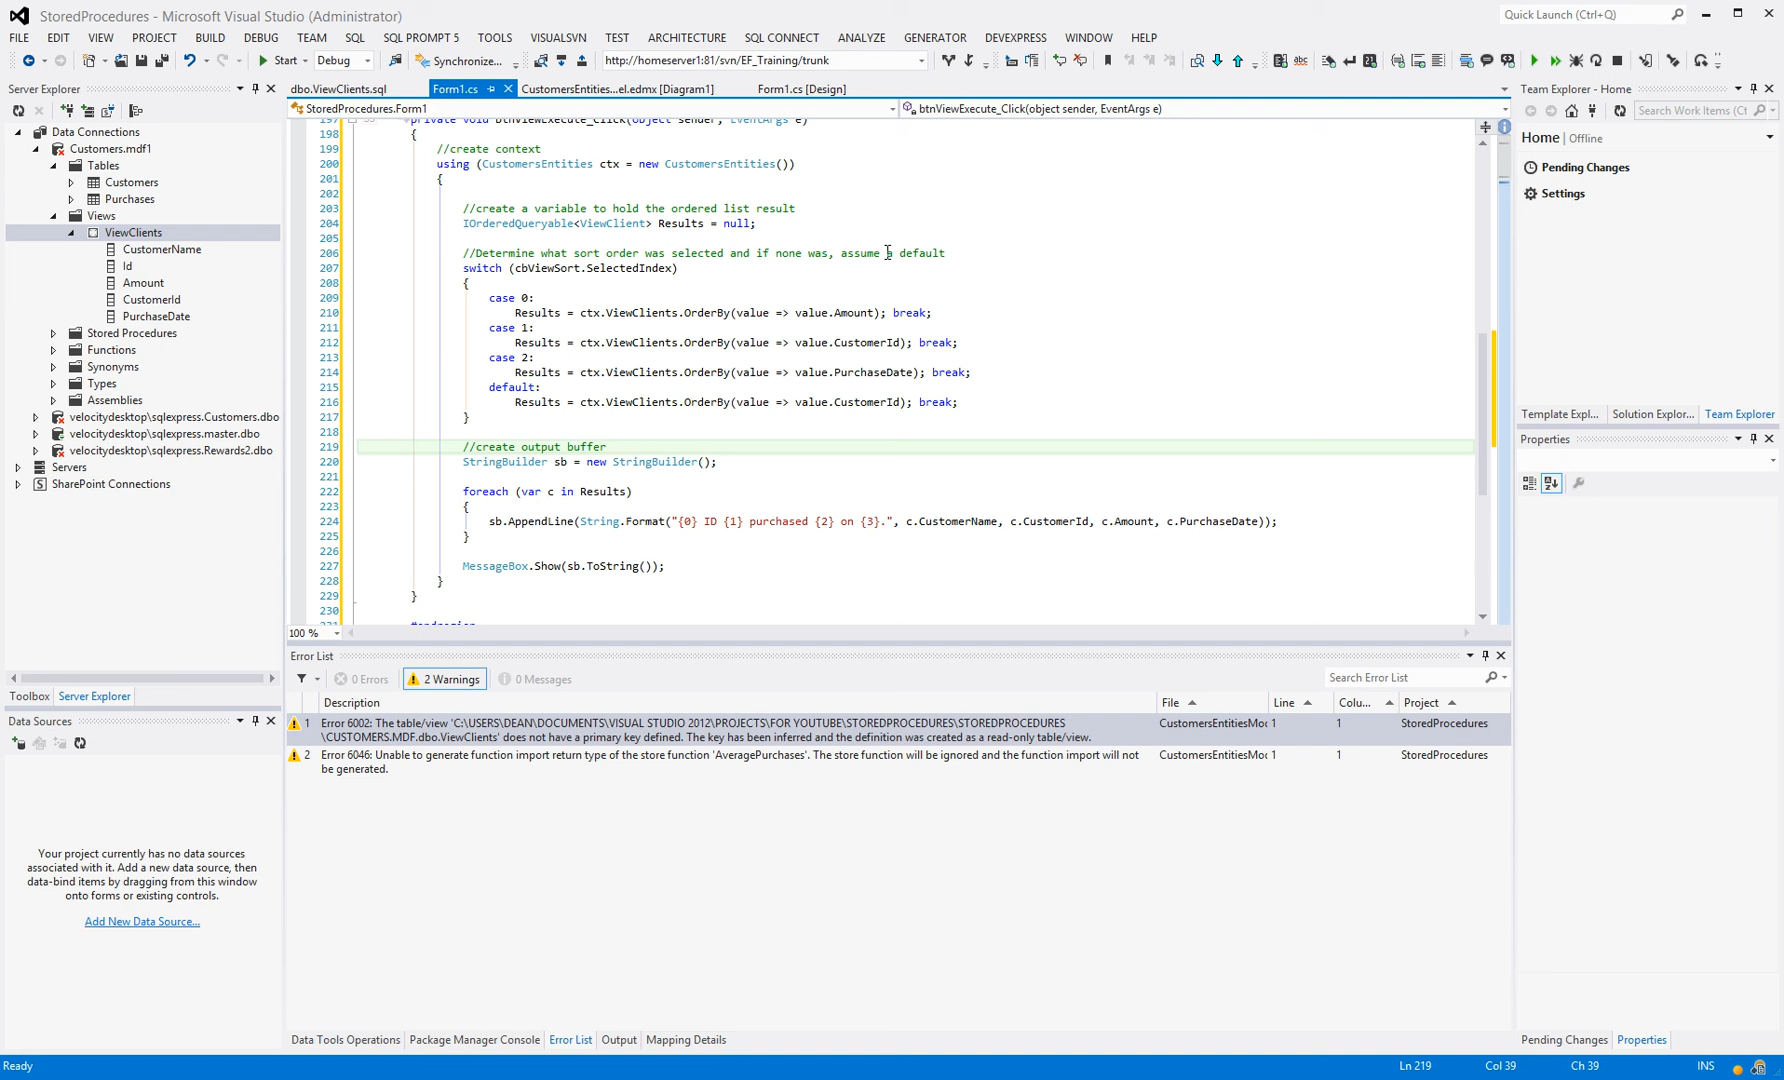 StoredProcedures - Microsoft Visual Studio (Administrator)
Quick Launch (Ctrl+Q)
FILE EDIT VIEW PROJECT BUILD DEBUG TEAM SQL SQL PROMPT 5 TOOLS VISUALSVN TEST ARCHITECTURE SQL CONNECT ANALYZE GENERATOR DEVEXPRESS WINDOW HELP
Start Debug Synchronize... http://homeserver1:81/svn/EF_Training/trunk
Server Explorer
Data Connections
Customers.mdf1
Tables
Customers
Purchases
Views
ViewClients
CustomerName
Id
Amount
CustomerId
PurchaseDate
Stored Procedures
Functions
Synonyms
Types
Assemblies
velocitydesktop\sqlexpress.Customers.dbo
velocitydesktop\sqlexpress.master.dbo
velocitydesktop\sqlexpress.Rewards2.dbo
Servers
SharePoint Connections
Toolbox Server Explorer
Data Sources
Your project currently has no data sources
associated with it. Add a new data source, then
data-bind items by dragging from this window
onto forms or existing controls.
Add New Data Source...
dbo.ViewClients.sql Form1.cs CustomersEntities...el.edmx [Diagram1] Form1.cs [Design]
StoredProcedures.Form1 btnViewExecute_Click(object sender, EventArgs e)
197 private void btnViewExecute_Click(object sender, EventArgs e)
198 {
199 //create context
200 using (CustomersEntities ctx = new CustomersEntities())
201 {
202
203 //create a variable to hold the ordered list result
204 IOrderedQueryable<ViewClient> Results = null;
205
206 //Determine what sort order was selected and if none was, assume a default
207 switch (cbViewSort.SelectedIndex)
208 {
209 case 0:
210 Results = ctx.ViewClients.OrderBy(value => value.Amount); break;
211 case 1:
212 Results = ctx.ViewClients.OrderBy(value => value.CustomerId); break;
213 case 2:
214 Results = ctx.ViewClients.OrderBy(value => value.PurchaseDate); break;
215 default:
216 Results = ctx.ViewClients.OrderBy(value => value.CustomerId); break;
217 }
218
219 //create output buffer
220 StringBuilder sb = new StringBuilder();
221
222 foreach (var c in Results)
223 {
224 sb.AppendLine(String.Format("{0} ID {1} purchased {2} on {3}.", c.CustomerName, c.CustomerId, c.Amount, c.PurchaseDate));
225 }
226
227 MessageBox.Show(sb.ToString());
228 }
229 }
230
231 #endregion
100 %
Error List
0 Errors 2 Warnings 0 Messages Search Error List
Description File Line Colu... Project
1 Error 6002: The table/view 'C:\USERS\DEAN\DOCUMENTS\VISUAL STUDIO 2012\PROJECTS\FOR YOUTUBE\STOREDPROCEDURES\STOREDPROCEDURES CustomersEntitiesMoc 1 1 StoredProcedures
\CUSTOMERS.MDF.dbo.ViewClients' does not have a primary key defined. The key has been inferred and the definition was created as a read-only table/view.
2 Error 6046: Unable to generate function import return type of the store function 'AveragePurchases'. The store function will be ignored and the function import will not CustomersEntitiesMoc 1 1 StoredProcedures
be generated.
Data Tools Operations Package Manager Console Error List Output Mapping Details
Team Explorer - Home
Search Work Items (Ct
Home Offline
Pending Changes
Settings
Template Expl... Solution Explor... Team Explorer
Properties
Pending Changes Properties
Ready Ln 219 Col 39 Ch 39 INS